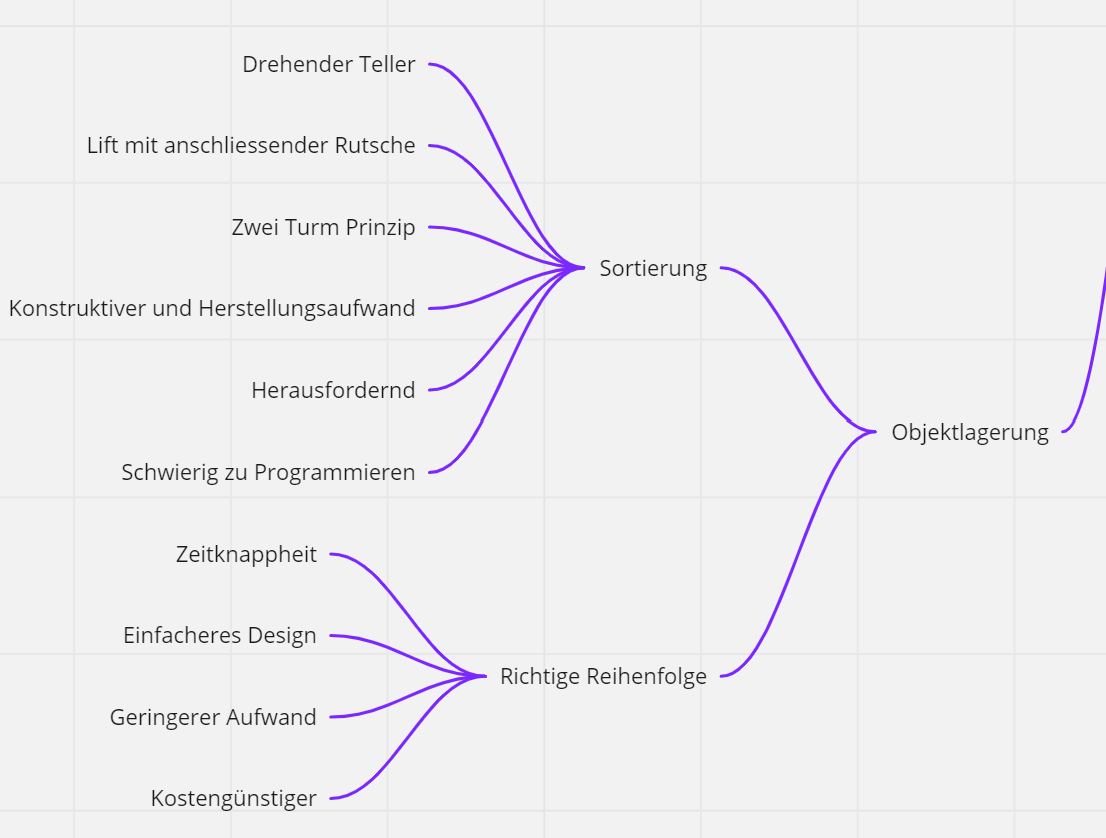 Drehender Teller
Lift mit anschliessender Rutsche
Zwei Turm Prinzip
Sortierung
Konstruktiver und Herstellungsaufwand
Herausfordernd
Objektlagerung
Schwierig zu Programmieren
Zeitknappheit
Einfacheres Design
Richtige Reihenfolge
Geringerer Aufwand
Kostengünstiger